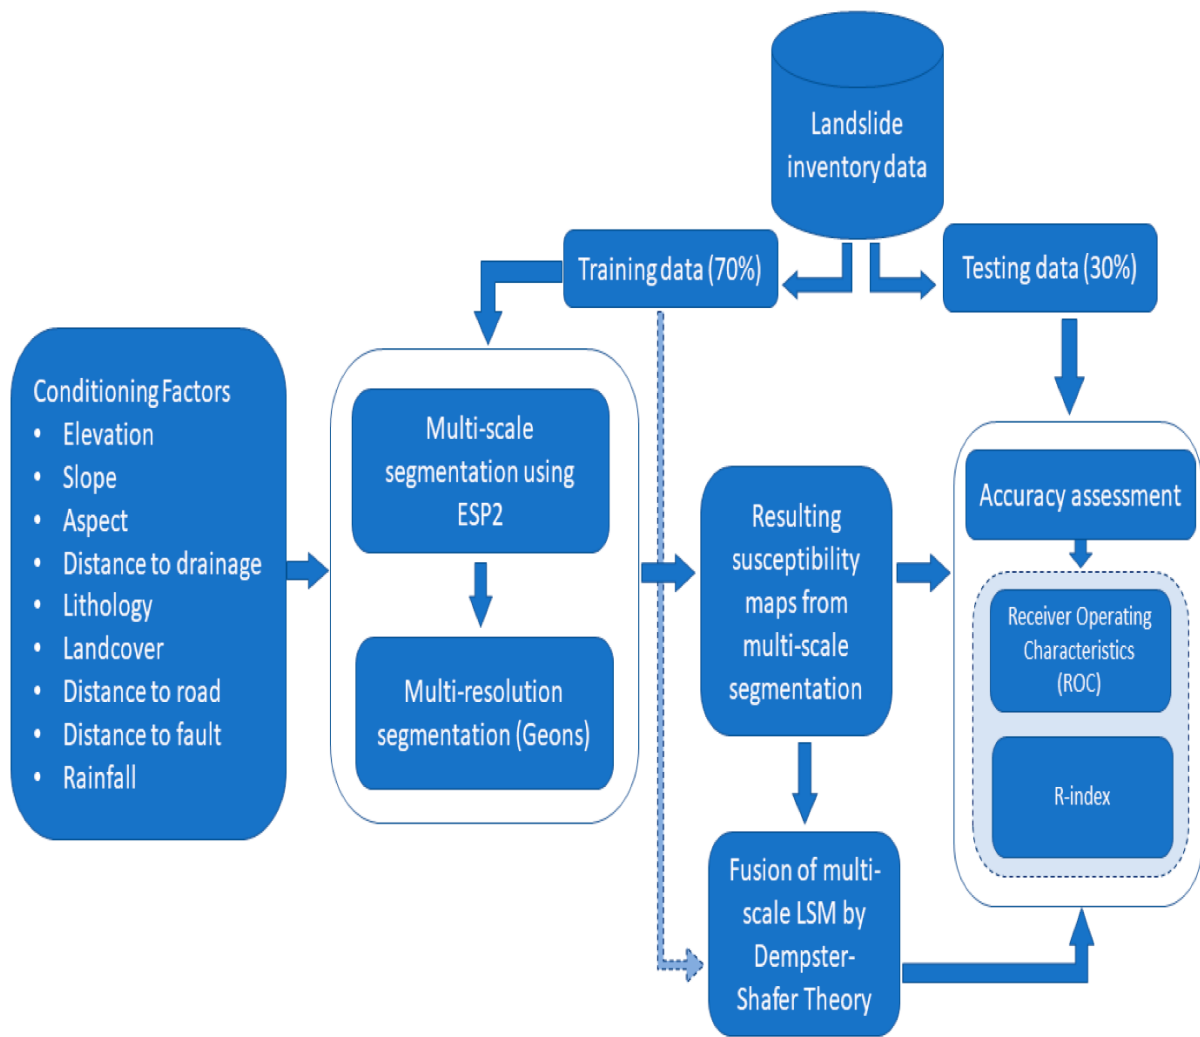 Landslide
inventory data
Training data (70%)
Testing data (30%)
Conditioning Factors
• Elevation
• Slope
• Aspect
• Distance to drainage
• Lithology
• Landcover
• Distance to road
• Distance to fault
• Rainfall
Multi-scale
segmentation using
ESP2
Multi-resolution
segmentation (Geons)
Resulting
susceptibility
maps from
multi-scale
segmentation
Fusion of multi-
scale LSM by
Dempster-
Shafer Theory
Accuracy assessment
Receiver Operating
Characteristics
(ROC)
R-index